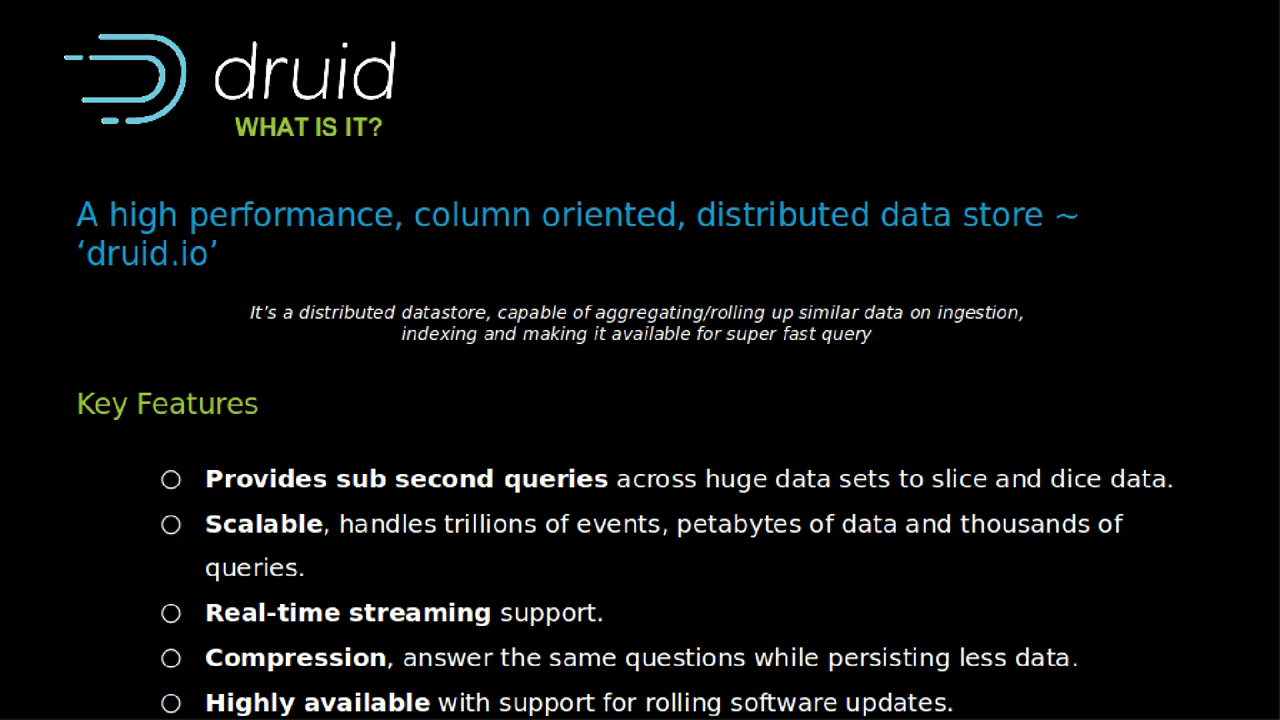 druid
WHAT IS IT?
A high performance, column oriented, distributed data store ~
‘druid.io’
It’s a distributed datastore, capable of aggregating/rolling up similar data on ingestion,
indexing and making it available for super fast query
Key Features
○ Provides sub second queries across huge data sets to slice and dice data.
○ Scalable, handles trillions of events, petabytes of data and thousands of
queries.
○ Real-time streaming support.
○ Compression, answer the same questions while persisting less data.
○ Highly available with support for rolling software updates.